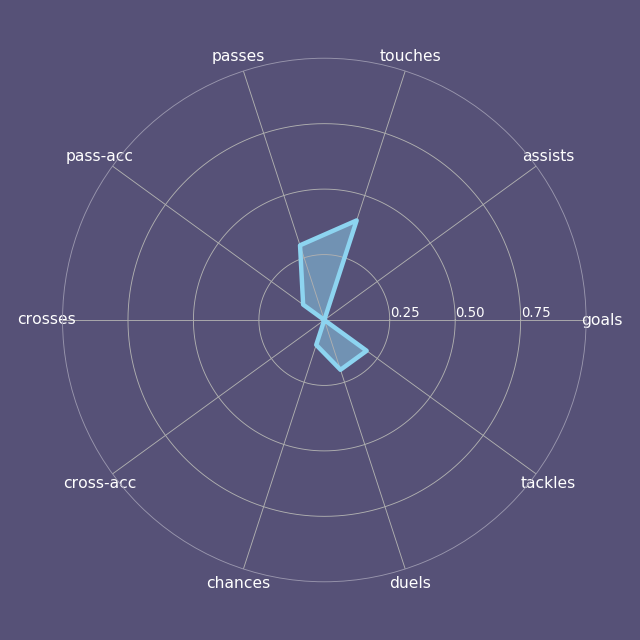 passes
touches
pass-acc
assists
crosses
0.25
0.50
0.75
goals
cross-acc
tackles
chances
duels